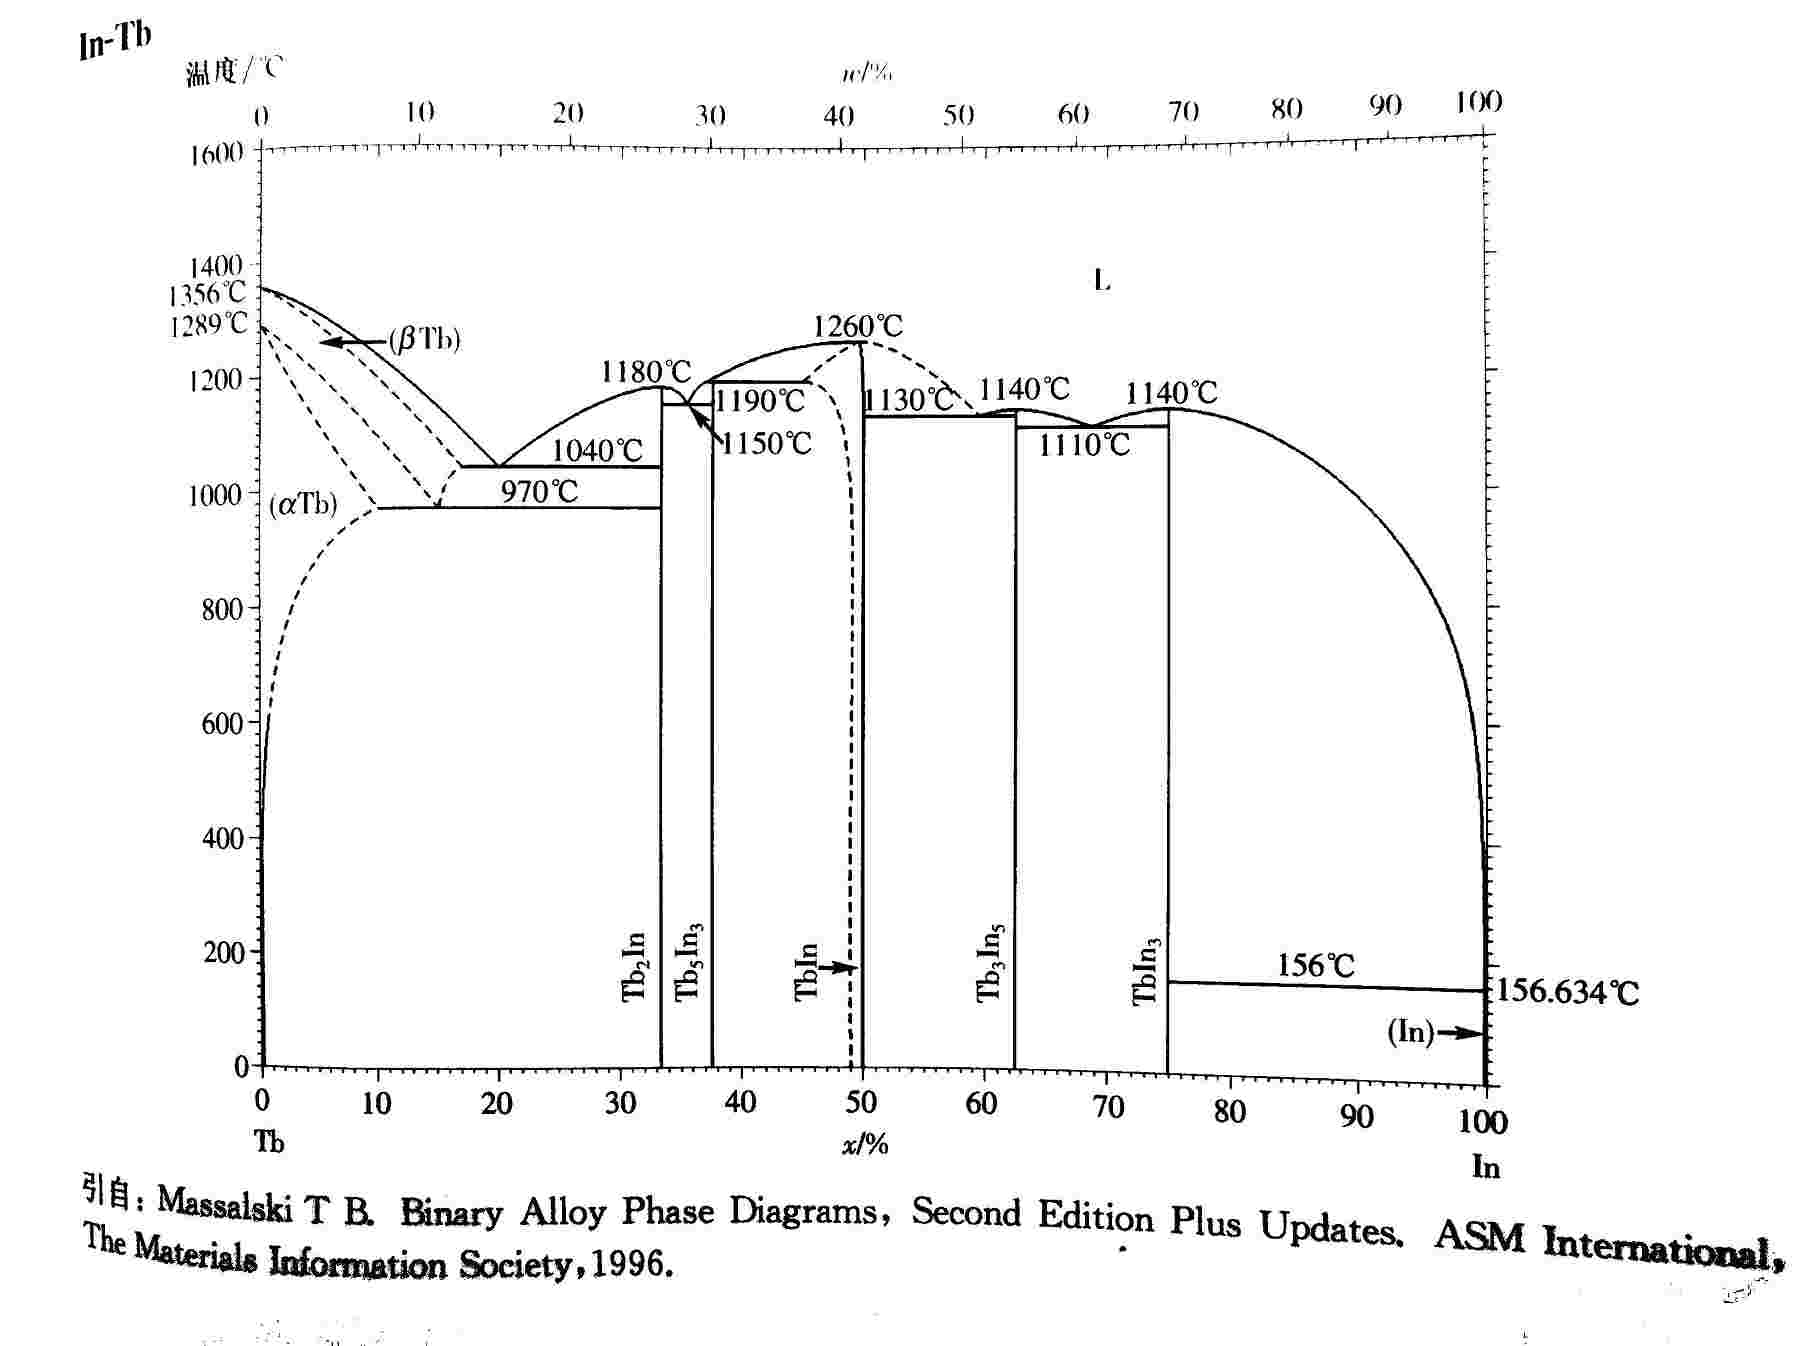 In-Tb
温度/℃
w/%
0 10 20 30 40 50 60 70 80 90 100
1600
1400
1356℃
1289℃
1200
1000
800
600
400
200
0
(βTb)
(αTb)
L
1180℃
1260℃
1190℃
1130℃
1140℃
1140℃
1150℃
1040℃
1110℃
970℃
Tb₂In
Tb₅In₃
TbIn
Tb₃In₅
TbIn₃
156℃
156.634℃
(In)
0 10 20 30 40 50 60 70 80 90 100
Tb
x/%
In
引自: Massalski T B. Binary Alloy Phase Diagrams, Second Edition Plus Updates. ASM International,
The Materials Information Society, 1996.